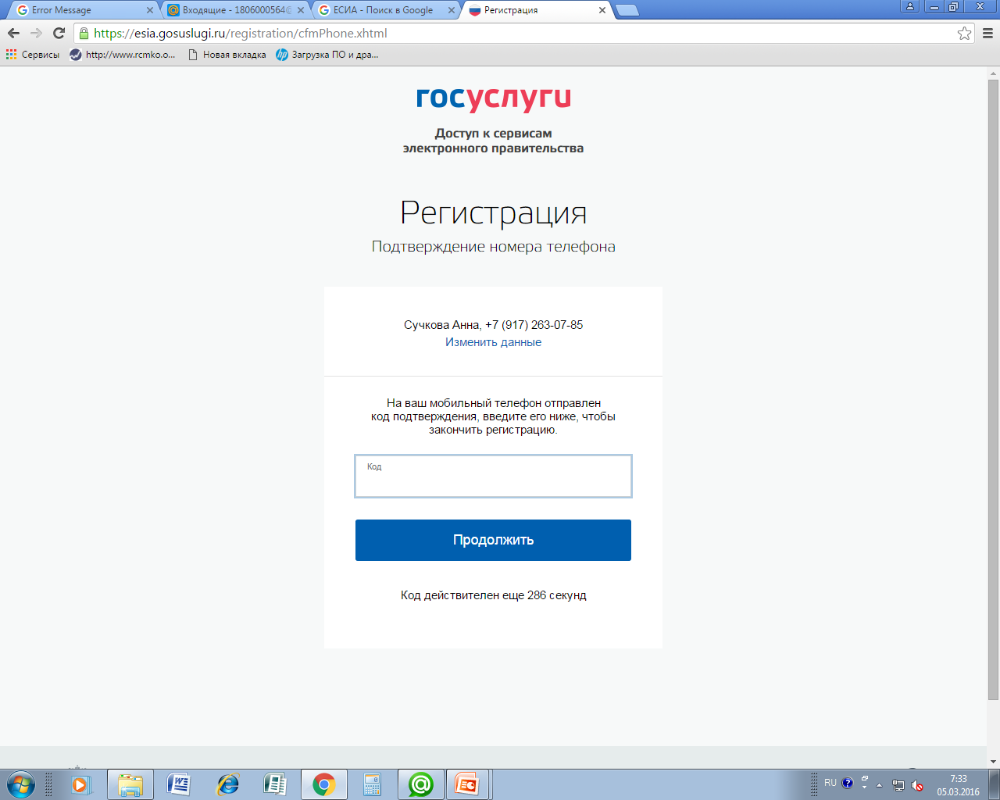 Error Message
Входящие - 1806000564@
ЕСИА - Поиск в Google
Регистрация
https://esia.gosuslugi.ru/registration/cfmPhone.xhtml
Сервисы
http://www.rcmko.o...
Новая вкладка
Загрузка ПО и дра...
госуслуги
Доступ к сервисам
электронного правительства
Регистрация
Подтверждение номера телефона
Сучкова Анна, +7 (917) 263-07-85
Изменить данные
На ваш мобильный телефон отправлен
код подтверждения, введите его ниже, чтобы
закончить регистрацию.
Код
Продолжить
Код действителен еще 286 секунд
RU
7:33
05.03.2016